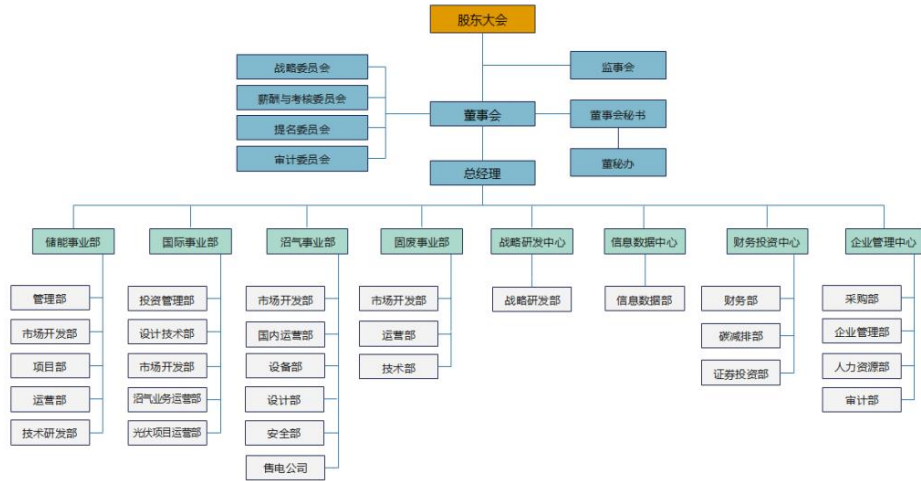 股东大会
战略委员会
监事会
薪酬与考核委员会
董事会
董事会秘书
提名委员会
审计委员会
董秘办
总经理
储能事业部
国际事业部
沼气事业部
固废事业部
战略研发中心
信息数据中心
财务投资中心
企业管理中心
管理部
市场开发部
项目部
运营部
技术研发部
投资管理部
设计技术部
市场开发部
沼气业务运营部
光伏项目运营部
市场开发部
国内运营部
设备部
设计部
安全部
售电公司
市场开发部
运营部
技术部
战略研发部
信息数据部
财务部
碳减排部
证券投资部
采购部
企业管理部
人力资源部
审计部